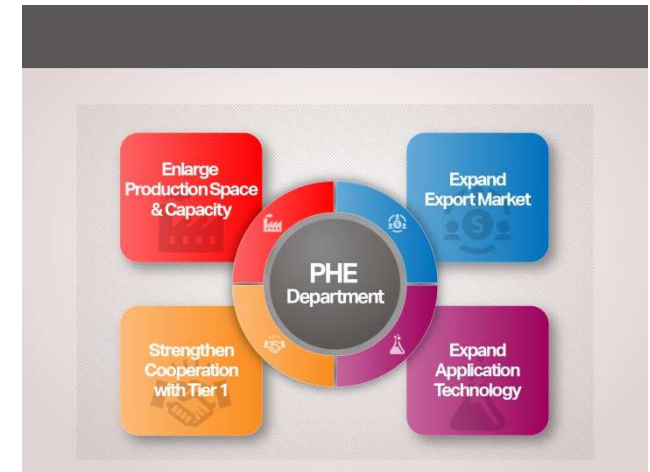 Enlarge
Production Space
& Capacity
Expand
Export Market
PHE
Department
Strengthen
Cooperation
with Tier 1
Expand
Application
Technology